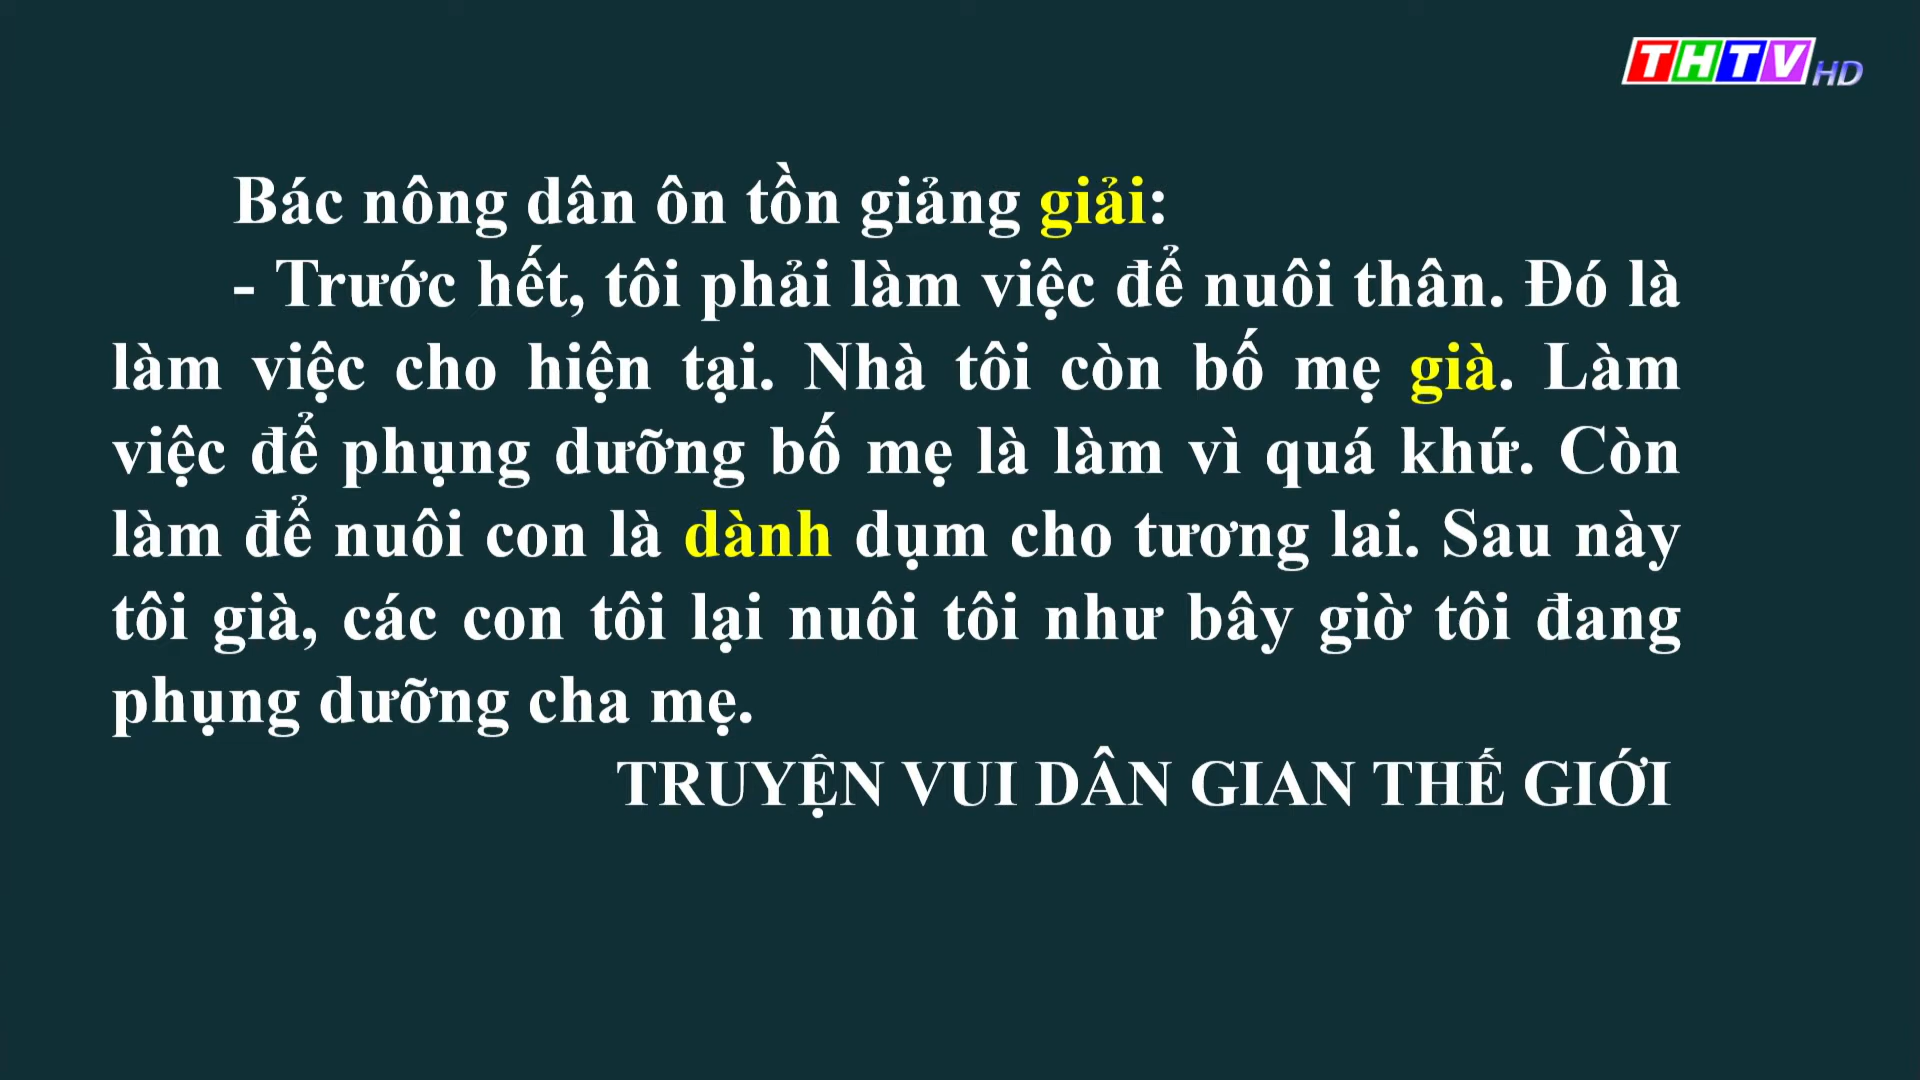 THTV HD
Bác nông dân ôn tồn giảng giải:
- Trước hết, tôi phải làm việc để nuôi thân. Đó là
làm việc cho hiện tại. Nhà tôi còn bố mẹ già. Làm
việc để phụng dưỡng bố mẹ là làm vì quá khứ. Còn
làm để nuôi con là dành dụm cho tương lai. Sau này
tôi già, các con tôi lại nuôi tôi như bây giờ tôi đang
phụng dưỡng cha mẹ.
TRUYỆN VUI DÂN GIAN THẾ GIỚI